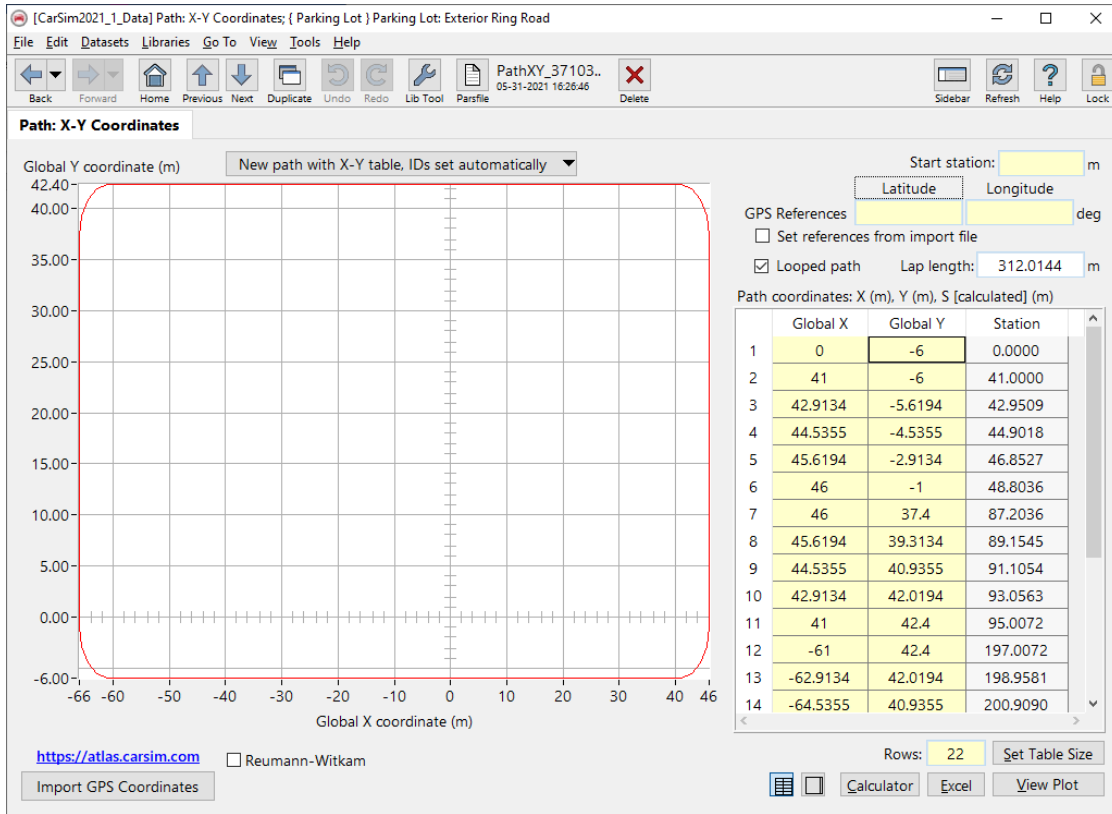 [CarSim2021_1_Data] Path: X-Y Coordinates; { Parking Lot } Parking Lot: Exterior Ring Road
File Edit Datasets Libraries Go To View Tools Help
Back Forward Home Previous Next Duplicate Undo Redo Lib Tool Parsfile PathXY_37103.. 05-31-2021 16:26:46 Delete Sidebar Refresh Help Lock
Path: X-Y Coordinates
Global Y coordinate (m) New path with X-Y table, IDs set automatically
42.40
40.00
35.00
30.00
25.00
20.00
15.00
10.00
5.00
0.00
-6.00
-66 -60 -50 -40 -30 -20 -10 0 10 20 30 40 46
Global X coordinate (m)
https://atlas.carsim.com Reumann-Witkam
Import GPS Coordinates
Start station: m
Latitude Longitude
GPS References deg
Set references from import file
Looped path Lap length: 312.0144 m
Path coordinates: X (m), Y (m), S [calculated] (m)
Global X Global Y Station
1 0 -6 0.0000
2 41 -6 41.0000
3 42.9134 -5.6194 42.9509
4 44.5355 -4.5355 44.9018
5 45.6194 -2.9134 46.8527
6 46 -1 48.8036
7 46 37.4 87.2036
8 45.6194 39.3134 89.1545
9 44.5355 40.9355 91.1054
10 42.9134 42.0194 93.0563
11 41 42.4 95.0072
12 -61 42.4 197.0072
13 -62.9134 42.0194 198.9581
14 -64.5355 40.9355 200.9090
Rows: 22 Set Table Size
Calculator Excel View Plot